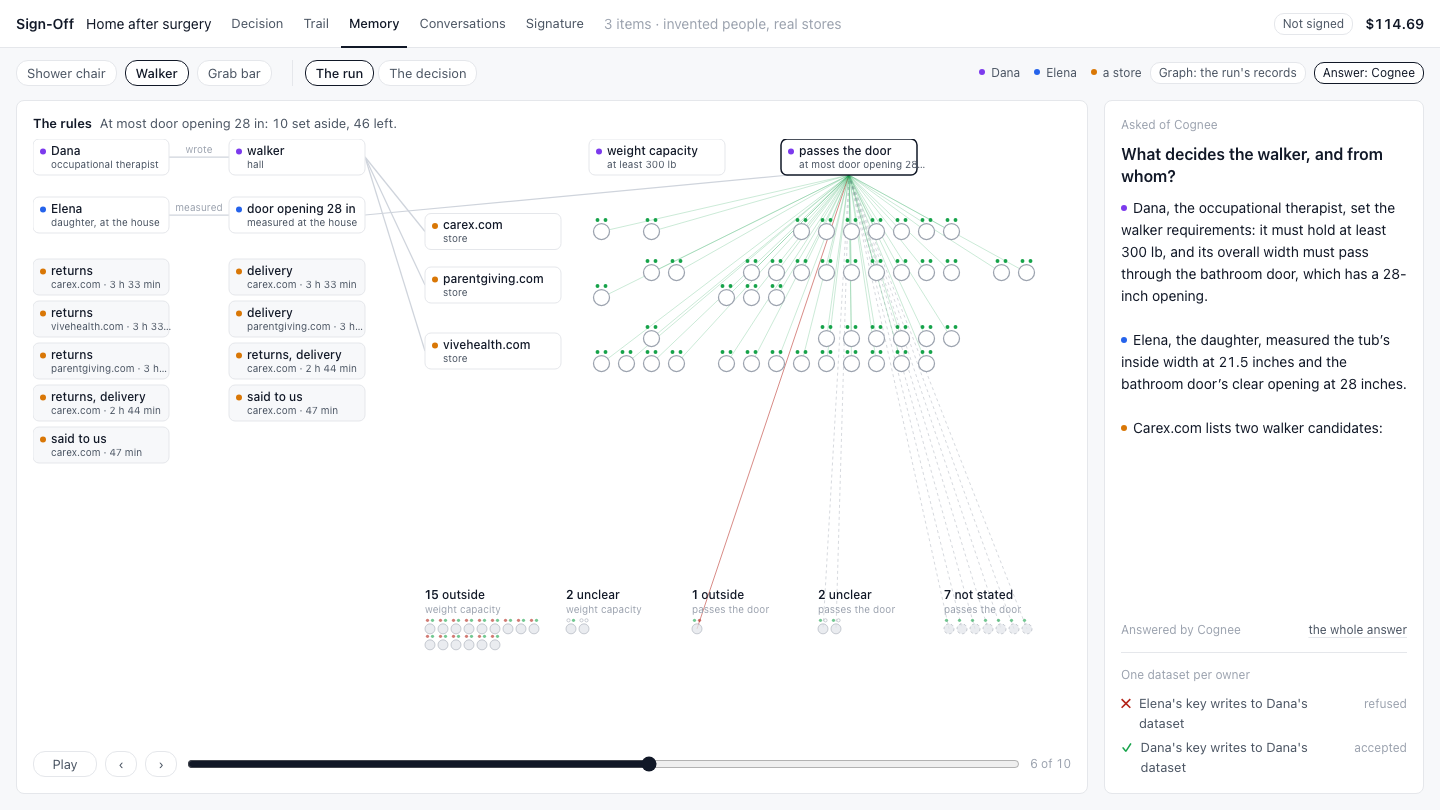 Sign-Off Home after surgery Decision Trail Memory Conversations Signature 3 items · invented people, real stores Not signed $114.69
Shower chair Walker Grab bar The run The decision Dana Elena a store Graph: the run's records Answer: Cognee
The rules At most door opening 28 in: 10 set aside, 46 left.
Dana
occupational therapist
wrote
walker
hall
weight capacity
at least 300 lb
passes the door
at most door opening 28...
Elena
daughter, at the house
measured
door opening 28 in
measured at the house
carex.com
store
parentgiving.com
store
vivehealth.com
store
returns
carex.com · 3 h 33 min
delivery
carex.com · 3 h 33 min
returns
vivehealth.com · 3 h 33...
delivery
parentgiving.com · 3 h...
returns
parentgiving.com · 3 h...
returns, delivery
carex.com · 2 h 44 min
returns, delivery
carex.com · 2 h 44 min
said to us
carex.com · 47 min
said to us
carex.com · 47 min
15 outside
weight capacity
2 unclear
weight capacity
1 outside
passes the door
2 unclear
passes the door
7 not stated
passes the door
Play ‹ › 6 of 10
Asked of Cognee
What decides the walker, and from
whom?
Dana, the occupational therapist, set the
walker requirements: it must hold at least
300 lb, and its overall width must pass
through the bathroom door, which has a 28-
inch opening.
Elena, the daughter, measured the tub’s
inside width at 21.5 inches and the
bathroom door’s clear opening at 28 inches.
Carex.com lists two walker candidates:
Answered by Cognee the whole answer
One dataset per owner
Elena's key writes to Dana's refused
dataset
Dana's key writes to Dana's accepted
dataset